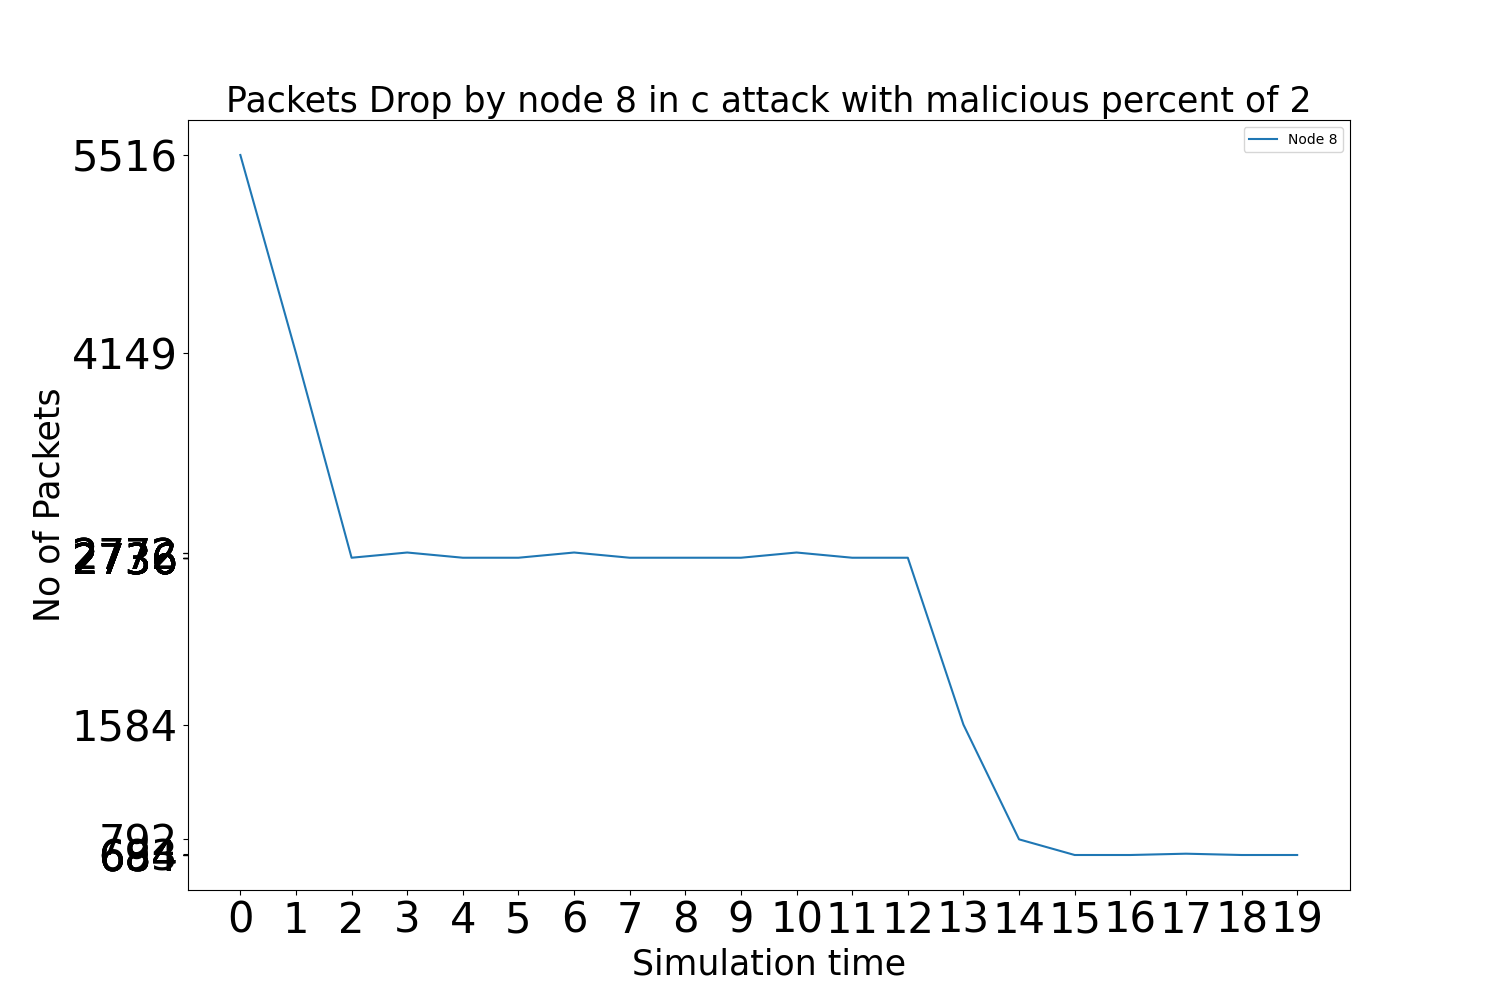 Packets Drop by node 8 in c attack with malicious percent of 2
Node 8
5516
4149
2736
1584
792
684
No of Packets
0 1 2 3 4 5 6 7 8 9 10 11 12 13 14 15 16 17 18 19
Simulation time